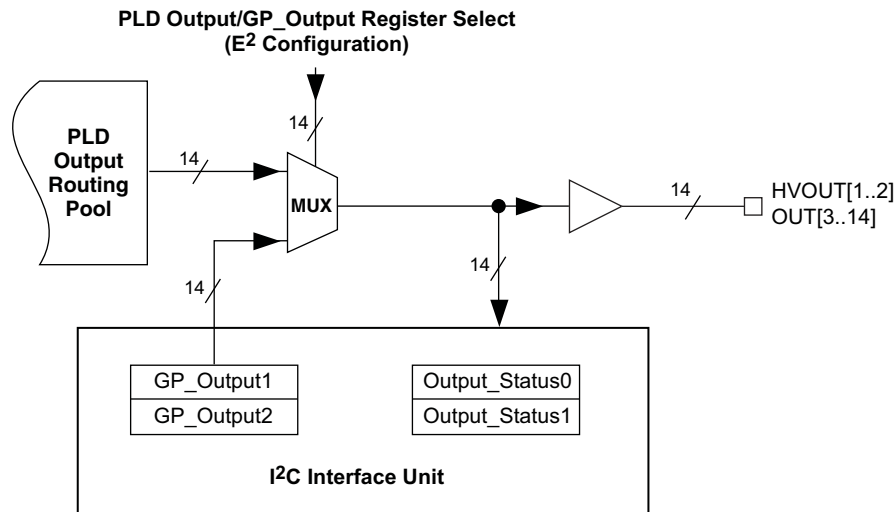 PLD Output/GP_Output Register Select
(E2 Configuration)
14
PLD
Output
Routing
Pool
14
MUX
14
HVOUT[1..2]
OUT[3..14]
14
14
GP_Output1
GP_Output2
Output_Status0
Output_Status1
I2C Interface Unit